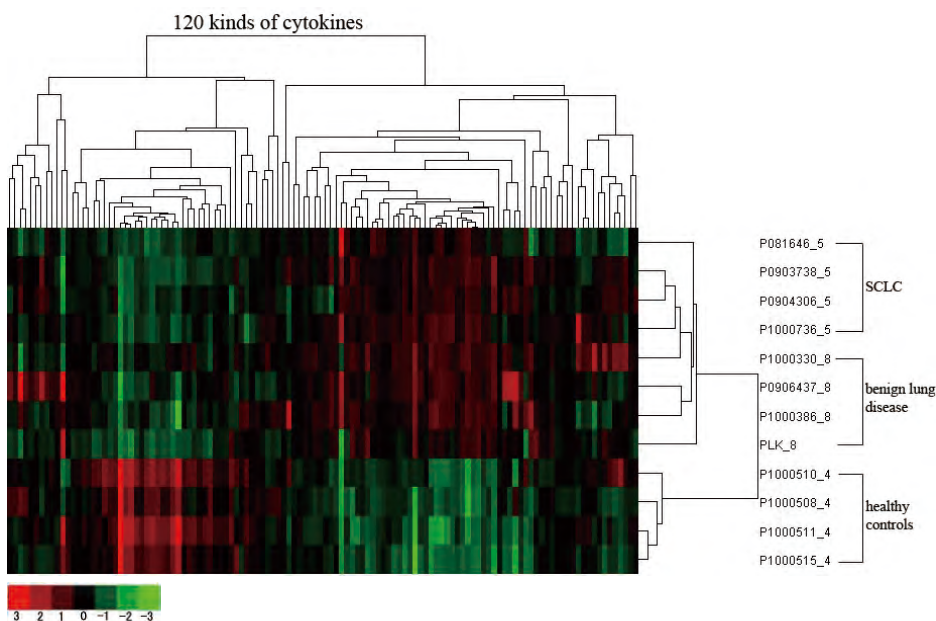 120 kinds of cytokines
P081646_5
P0903738_5
P0904306_5
P1000736_5
SCLC
P1000330_8
P0906437_8
P1000386_8
PLK_8
benign lung
disease
P1000510_4
P1000508_4
P1000511_4
P1000515_4
healthy
controls
3 2 1 0 -1 -2 -3